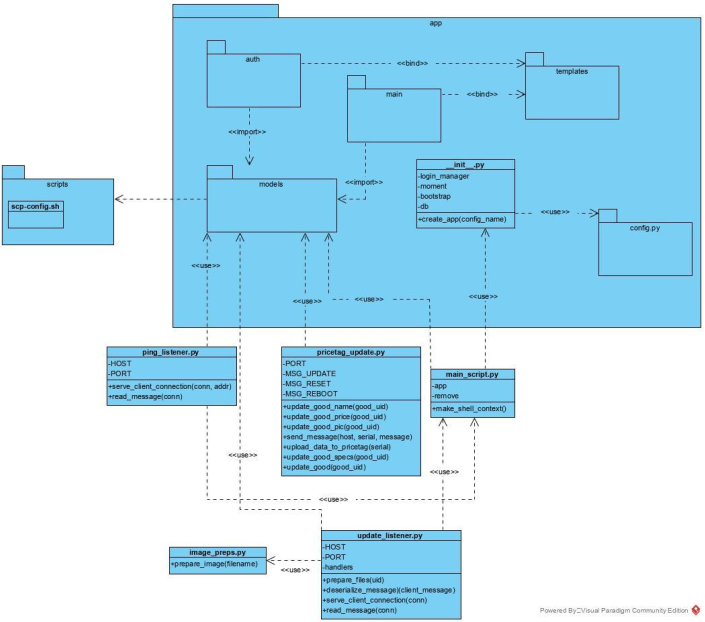 app
auth
<<bind>>
templates
main
<<bind>>
<<import>>
__init__.py
-login_manager
-moment
-bootstrap
-db
+create_app(config_name)
scripts
scp-config.sh
models
<<import>>
<<use>>
config.py
<<use>>
<<use>>
<<use>>
<<use>>
<<use>>
ping_listener.py
-HOST
-PORT
+serve_client_connection(conn, addr)
+read_message(conn)
pricetag_update.py
-PORT
-MSG_UPDATE
-MSG_RESET
-MSG_REBOOT
+update_good_name(good_uid)
+update_good_price(good_uid)
+update_good_pic(good_uid)
+send_message(host, serial, message)
+upload_data_to_pricetag(serial)
+update_good_specs(good_uid)
+update_good(good_uid)
main_script.py
-app
-remove
+make_shell_context()
<<use>>
<<use>>
image_preps.py
+prepare_image(filename)
<<use>>
update_listener.py
-HOST
-PORT
-handlers
+prepare_files(uid)
+deserialize_message)(client_message)
+serve_client_connection(conn)
+read_message(conn)
Powered By Visual Paradigm Community Edition